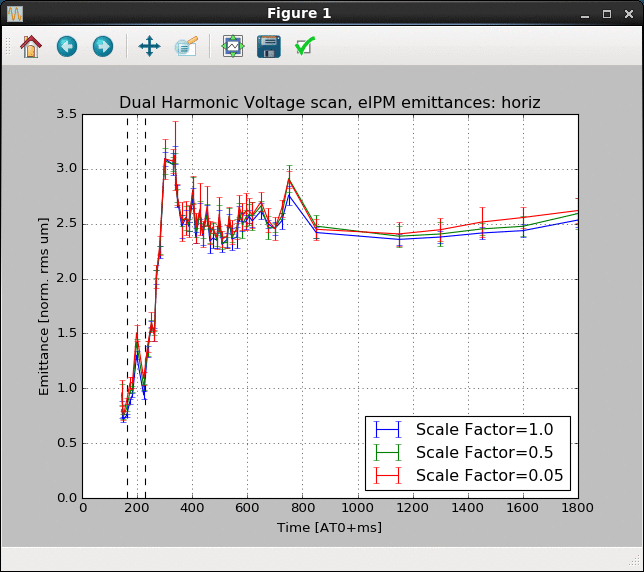 Figure 1
Dual Harmonic Voltage scan, eIPM emittances: horiz
3.5
3.0
2.5
2.0
1.5
1.0
0.5
0.0
Emittance [norm. rms um]
Scale Factor=1.0
Scale Factor=0.5
Scale Factor=0.05
0 200 400 600 800 1000 1200 1400 1600 1800
Time [AT0+ms]